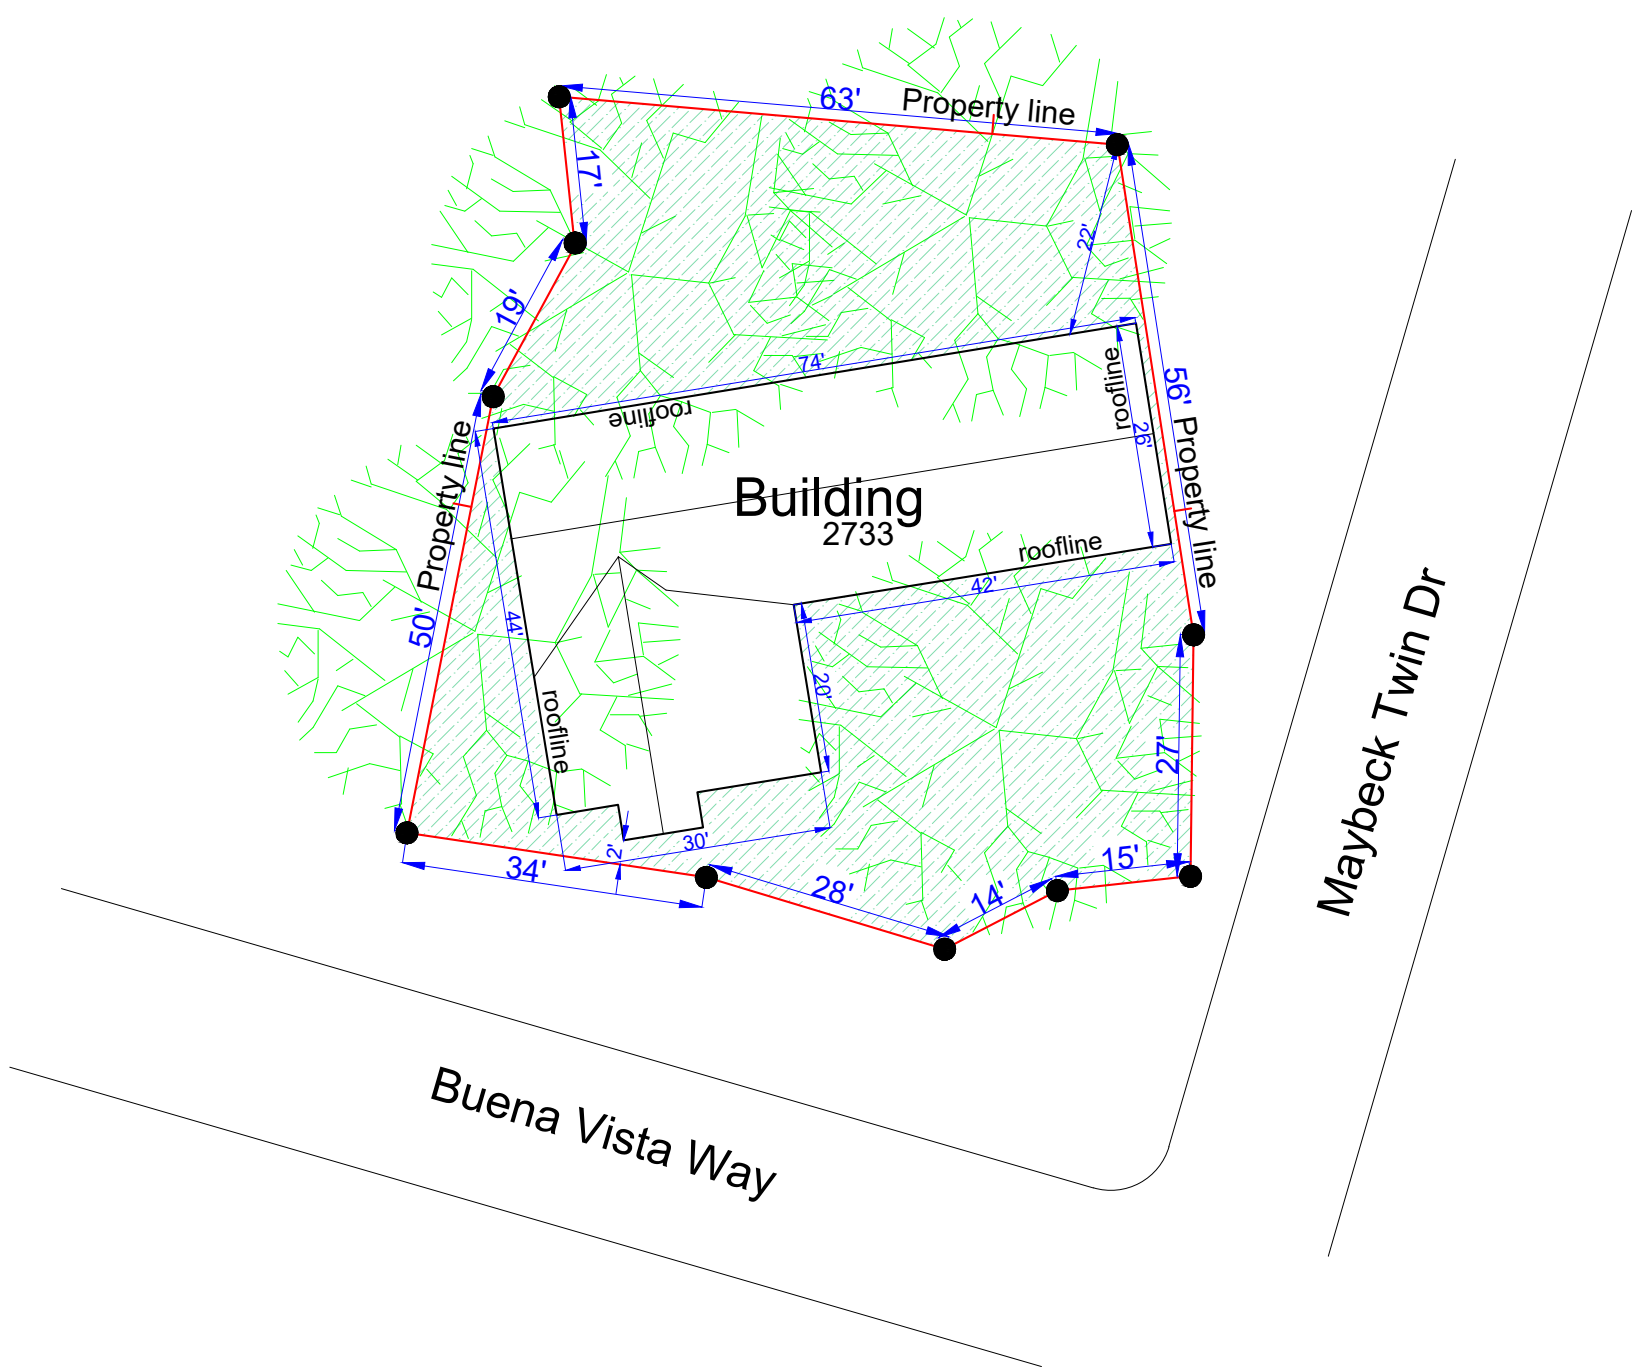 63'
Property line
17'
22'
19'
74'
roofline
roofline
56'
26'
Property line
Property line
Building
2733
roofline
42'
50'
44'
20'
roofline
27'
30'
2'
34'
28'
14'
15'
Maybeck Twin Dr
Buena Vista Way